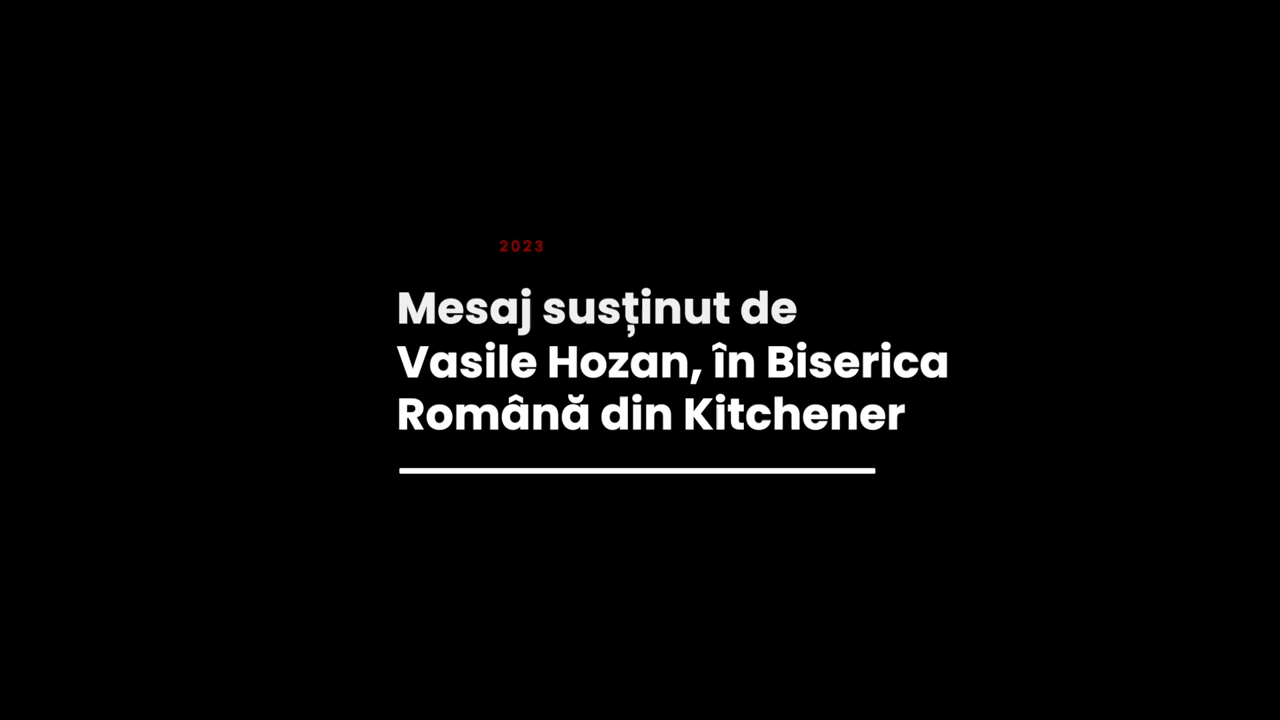 2023
Mesaj susținut de
Vasile Hozan, în Biserica
Română din Kitchener